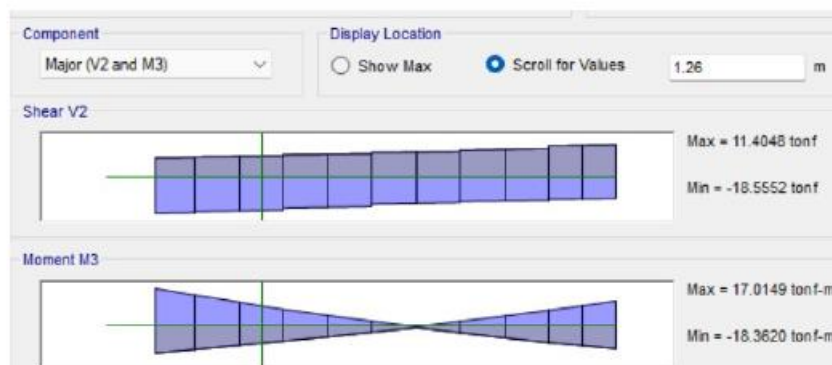 Component
Display Location
Major (V2 and M3)
Show Max
Scroll for Values
1.26
m
Shear V2
Max = 11.4048 tonf
Min = -18.5552 tonf
Moment M3
Max = 17.0149 tonf-m
Min = -18.3620 tonf-m